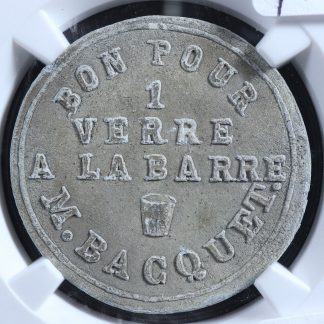 BON POUR
1
VERRE
A LA BARRE
M. BACQUET.